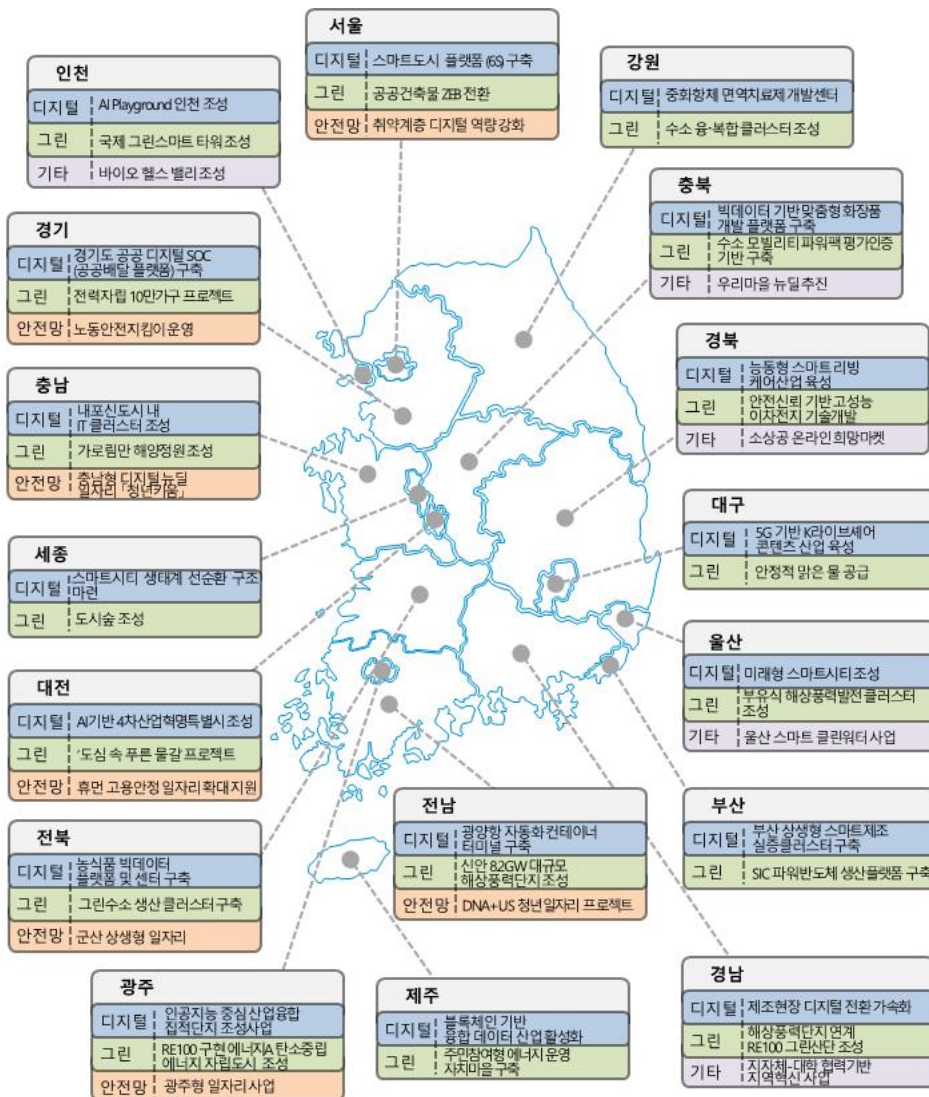 서울
디지털 스마트도시 플랫폼 (6S) 구축
그린 공공건축물 ZEB 전환
안전망 취약계층 디지털 역량 강화
인천
디지털 AI Playground 인천 조성
그린 국제 그린스마트 타워 조성
기타 바이오 헬스 밸리 조성
강원
디지털 중화항체 면역치료제 개발센터
그린 수소 융·복합 클러스터 조성
충북
디지털 빅데이터 기반 맞춤형 화장품
개발 플랫폼 구축
그린 수소 모빌리티 파워팩 평가인증
기반 구축
기타 우리마을 뉴딜 추진
경기
디지털 경기도 공공 디지털 SOC
(공공배달 플랫폼) 구축
그린 전력자립 10만가구 프로젝트
안전망 노동안전지킴이 운영
경북
디지털 능동형 스마트 리빙
케어산업 육성
그린 안전신뢰 기반 고성능
이차전지 기술개발
기타 소상공 온라인 희망마켓
충남
디지털 내포신도시 내
IT 클러스터 조성
그린 가로림만 해양정원 조성
안전망 충남형 디지털 뉴딜
일자리 「청년키움」
대구
디지털 5G 기반 K라이브셰어
콘텐츠 산업 육성
그린 안정적 맑은 물 공급
세종
디지털 스마트시티 생태계 선순환 구조
마련
그린 도시숲 조성
울산
디지털 미래형 스마트시티 조성
그린 부유식 해상풍력발전 클러스터
조성
기타 울산 스마트 클린워터 사업
대전
디지털 AI기반 4차산업혁명특별시 조성
그린 '도심 속 푸른 물길 프로젝트
안전망 휴먼 고용안정 일자리 확대 지원
전남
디지털 광양항 자동화 컨테이너
터미널 구축
그린 신안 8.2GW 대규모
해상풍력단지 조성
안전망 DNA+US 청년 일자리 프로젝트
부산
디지털 부산 상생형 스마트제조
실증클러스터 구축
그린 SIC 파워반도체 생산플랫폼 구축
전북
디지털 농식품 빅데이터
플랫폼 및 센터 구축
그린 그린수소 생산 클러스터 구축
안전망 군산 상생형 일자리
광주
디지털 인공지능 중심 산업융합
집적단지 조성사업
그린 RE100 구현 에너지A 탄소중립
에너지 자립도시 조성
안전망 광주형 일자리 사업
제주
디지털 블록체인 기반
융합 데이터 산업 활성화
그린 주민참여형 에너지 운영
자치마을 구축
경남
디지털 제조현장 디지털 전환 가속화
그린 해상풍력단지 연계
RE100 그린산단 조성
기타 지자체-대학 협력기반
지역혁신 사업